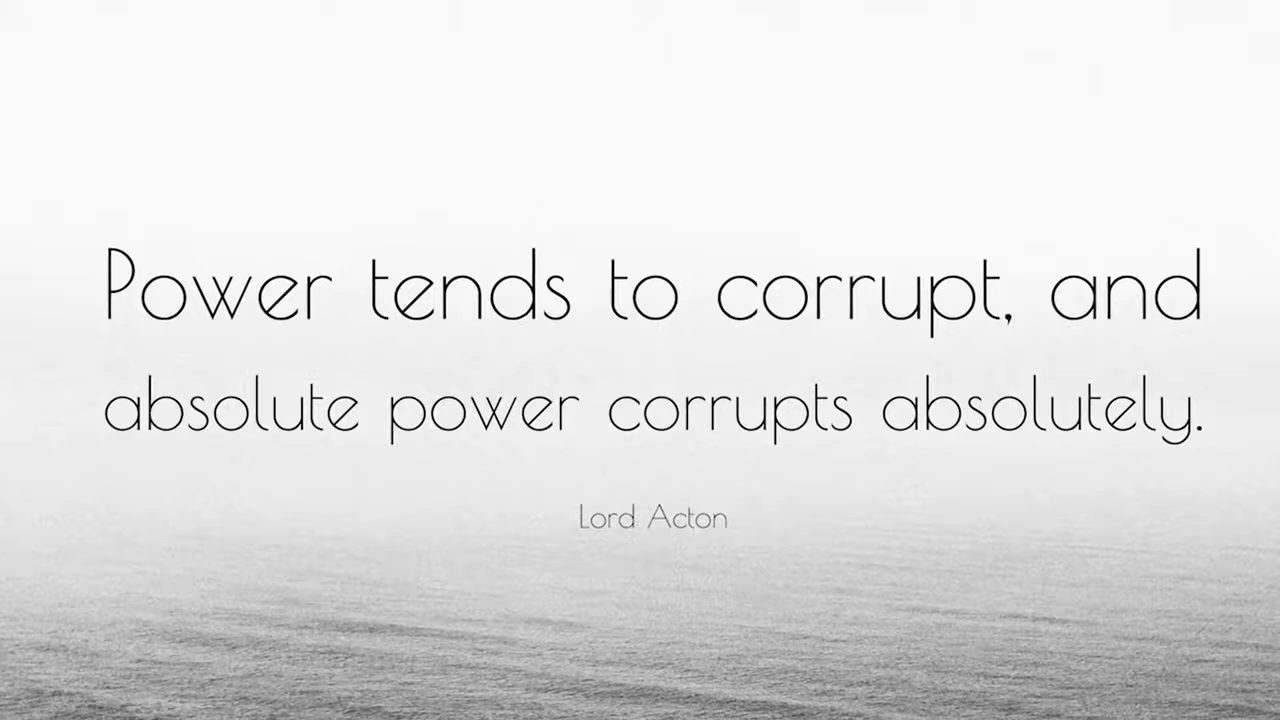 Power tends to corrupt, and
absolute power corrupts absolutely.
Lord Acton